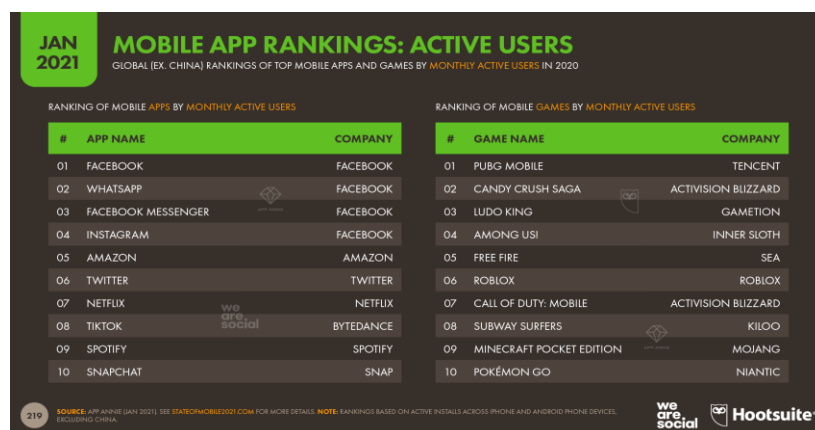 JAN
2021
MOBILE APP RANKINGS: ACTIVE USERS
GLOBAL (EX. CHINA) RANKINGS OF TOP MOBILE APPS AND GAMES BY MONTHLY ACTIVE USERS IN 2020
RANKING OF MOBILE APPS BY MONTHLY ACTIVE USERS
# APP NAME COMPANY
01 FACEBOOK FACEBOOK
02 WHATSAPP FACEBOOK
03 FACEBOOK MESSENGER FACEBOOK
04 INSTAGRAM FACEBOOK
05 AMAZON AMAZON
06 TWITTER TWITTER
07 NETFLIX NETFLIX
08 TIKTOK BYTEDANCE
09 SPOTIFY SPOTIFY
10 SNAPCHAT SNAP
APP ANNIE
we
are
social
RANKING OF MOBILE GAMES BY MONTHLY ACTIVE USERS
# GAME NAME COMPANY
01 PUBG MOBILE TENCENT
02 CANDY CRUSH SAGA ACTIVISION BLIZZARD
03 LUDO KING GAMETION
04 AMONG US! INNER SLOTH
05 FREE FIRE SEA
06 ROBLOX ROBLOX
07 CALL OF DUTY: MOBILE ACTIVISION BLIZZARD
08 SUBWAY SURFERS KILOO
09 MINECRAFT POCKET EDITION MOJANG
10 POKÉMON GO NIANTIC
APP ANNIE
219
SOURCE: APP ANNIE (JAN 2021). SEE STATEOFMOBILE2021.COM FOR MORE DETAILS. NOTE: RANKINGS BASED ON ACTIVE INSTALLS ACROSS IPHONE AND ANDROID PHONE DEVICES,
EXCLUDING CHINA.
we
are
social
Hootsuite